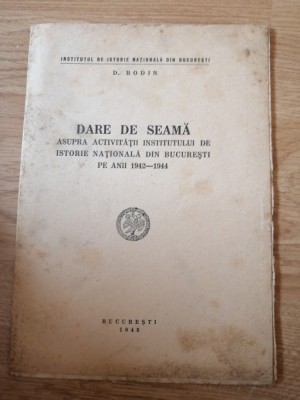 INSTITUTUL DE ISTORIE NAȚIONALĂ DIN BUCUREȘTI
D. BODIN
DARE DE SEAMĂ
ASUPRA ACTIVITĂȚII INSTITUTULUI DE
ISTORIE NAȚIONALĂ DIN BUCUREȘTI
PE ANII 1942—1944
BUCUREȘTI